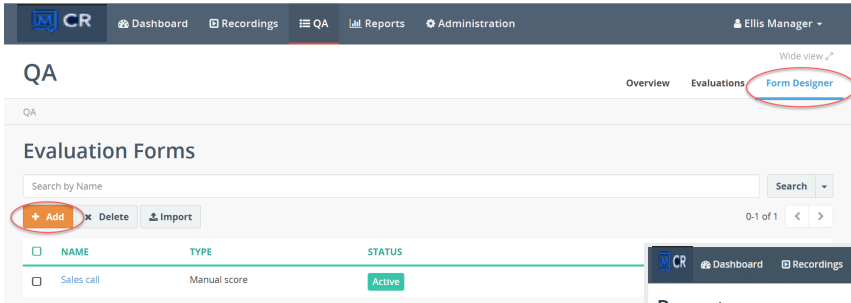 M CR Dashboard Recordings QA Reports Administration Ellis Manager
Wide view
QA
Overview Evaluations Form Designer
QA
Evaluation Forms
Search by Name Search
+ Add x Delete Import 0-1 of 1 < >
NAME TYPE STATUS
Sales call Manual score Active
M CR Dashboard Recordings